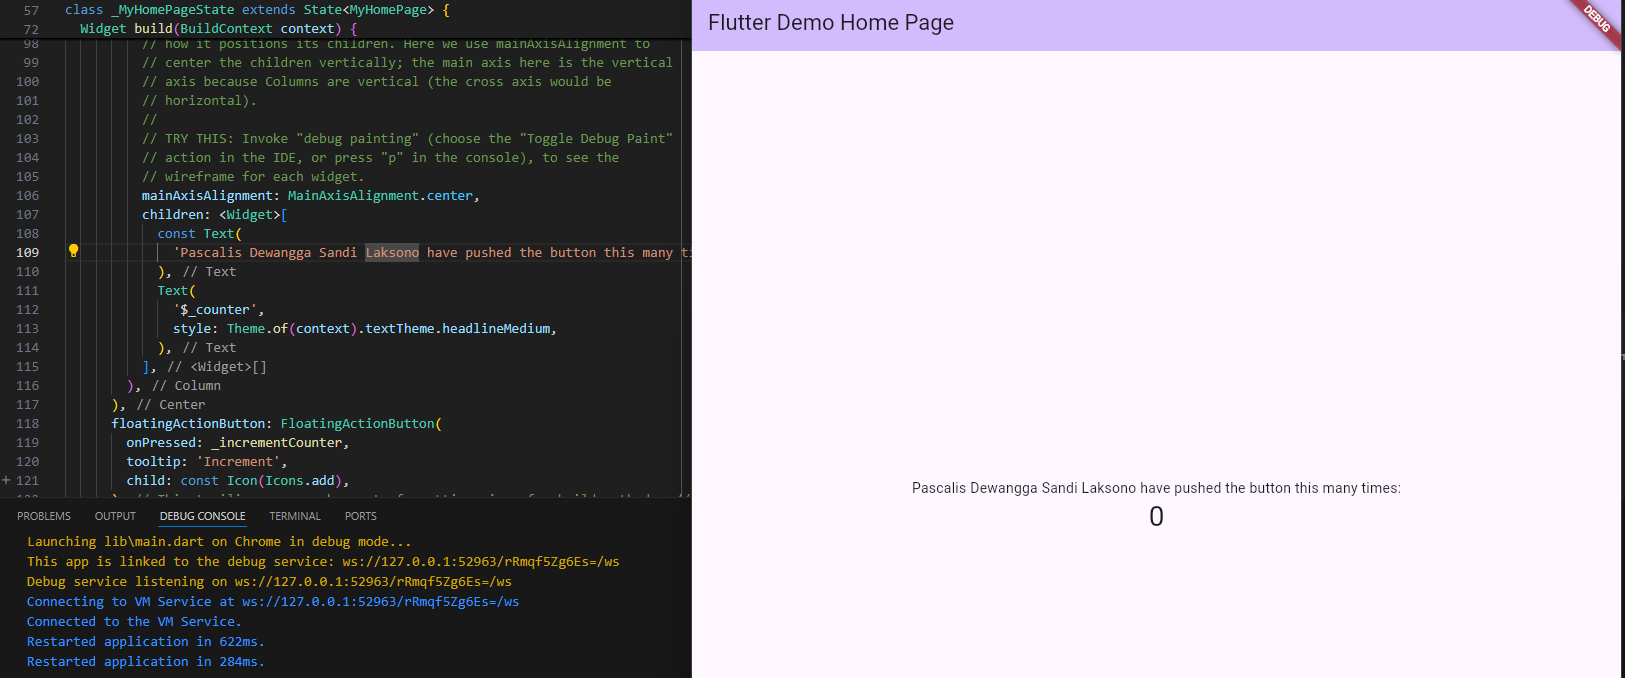 57 class _MyHomePageState extends State<MyHomePage> {
72 Widget build(BuildContext context) {
98 // how it positions its children. Here we use mainAxisAlignment to
99 // center the children vertically; the main axis here is the vertical
100 // axis because Columns are vertical (the cross axis would be
101 // horizontal).
102 //
103 // TRY THIS: Invoke "debug painting" (choose the "Toggle Debug Paint"
104 // action in the IDE, or press "p" in the console), to see the
105 // wireframe for each widget.
106 mainAxisAlignment: MainAxisAlignment.center,
107 children: <Widget>[
108 const Text(
109 'Pascalis Dewangga Sandi Laksono have pushed the button this many ti
110 ), // Text
111 Text(
112 '$_counter',
113 style: Theme.of(context).textTheme.headlineMedium,
114 ), // Text
115 ], // <Widget>[]
116 ), // Column
117 ), // Center
118 floatingActionButton: FloatingActionButton(
119 onPressed: _incrementCounter,
120 tooltip: 'Increment',
121 child: const Icon(Icons.add),
PROBLEMS OUTPUT DEBUG CONSOLE TERMINAL PORTS
Launching lib\main.dart on Chrome in debug mode...
This app is linked to the debug service: ws://127.0.0.1:52963/rRmqf5Zg6Es=/ws
Debug service listening on ws://127.0.0.1:52963/rRmqf5Zg6Es=/ws
Connecting to VM Service at ws://127.0.0.1:52963/rRmqf5Zg6Es=/ws
Connected to the VM Service.
Restarted application in 622ms.
Restarted application in 284ms.
Flutter Demo Home Page
DEBUG
Pascalis Dewangga Sandi Laksono have pushed the button this many times:
0